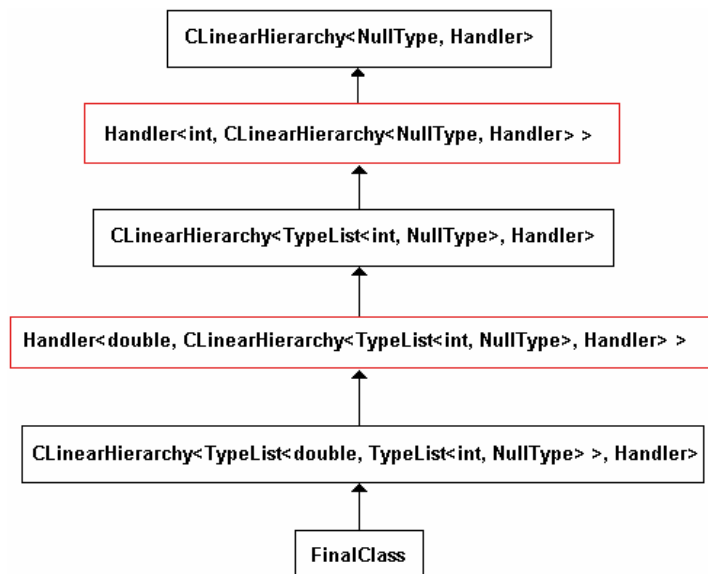 CLinearHierarchy<NullType, Handler>
Handler<int, CLinearHierarchy<NullType, Handler> >
CLinearHierarchy<TypeList<int, NullType>, Handler>
Handler<double, CLinearHierarchy<TypeList<int, NullType>, Handler> >
CLinearHierarchy<TypeList<double, TypeList<int, NullType> >, Handler>
FinalClass